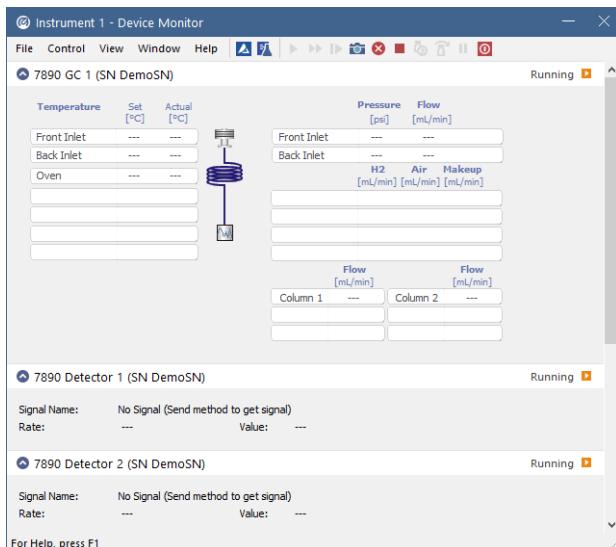 Instrument 1 - Device Monitor
File Control View Window Help
7890 GC 1 (SN DemoSN) Running
Temperature Set Actual
[°C] [°C]
Front Inlet --- ---
Back Inlet --- ---
Oven --- ---
Pressure Flow
[psi] [mL/min]
Front Inlet --- ---
Back Inlet --- ---
H2 Air Makeup
[mL/min] [mL/min] [mL/min]
Flow Flow
[mL/min] [mL/min]
Column 1 --- Column 2 ---
7890 Detector 1 (SN DemoSN) Running
Signal Name: No Signal (Send method to get signal)
Rate: --- Value: ---
7890 Detector 2 (SN DemoSN) Running
Signal Name: No Signal (Send method to get signal)
Rate: --- Value: ---
For Help, press F1